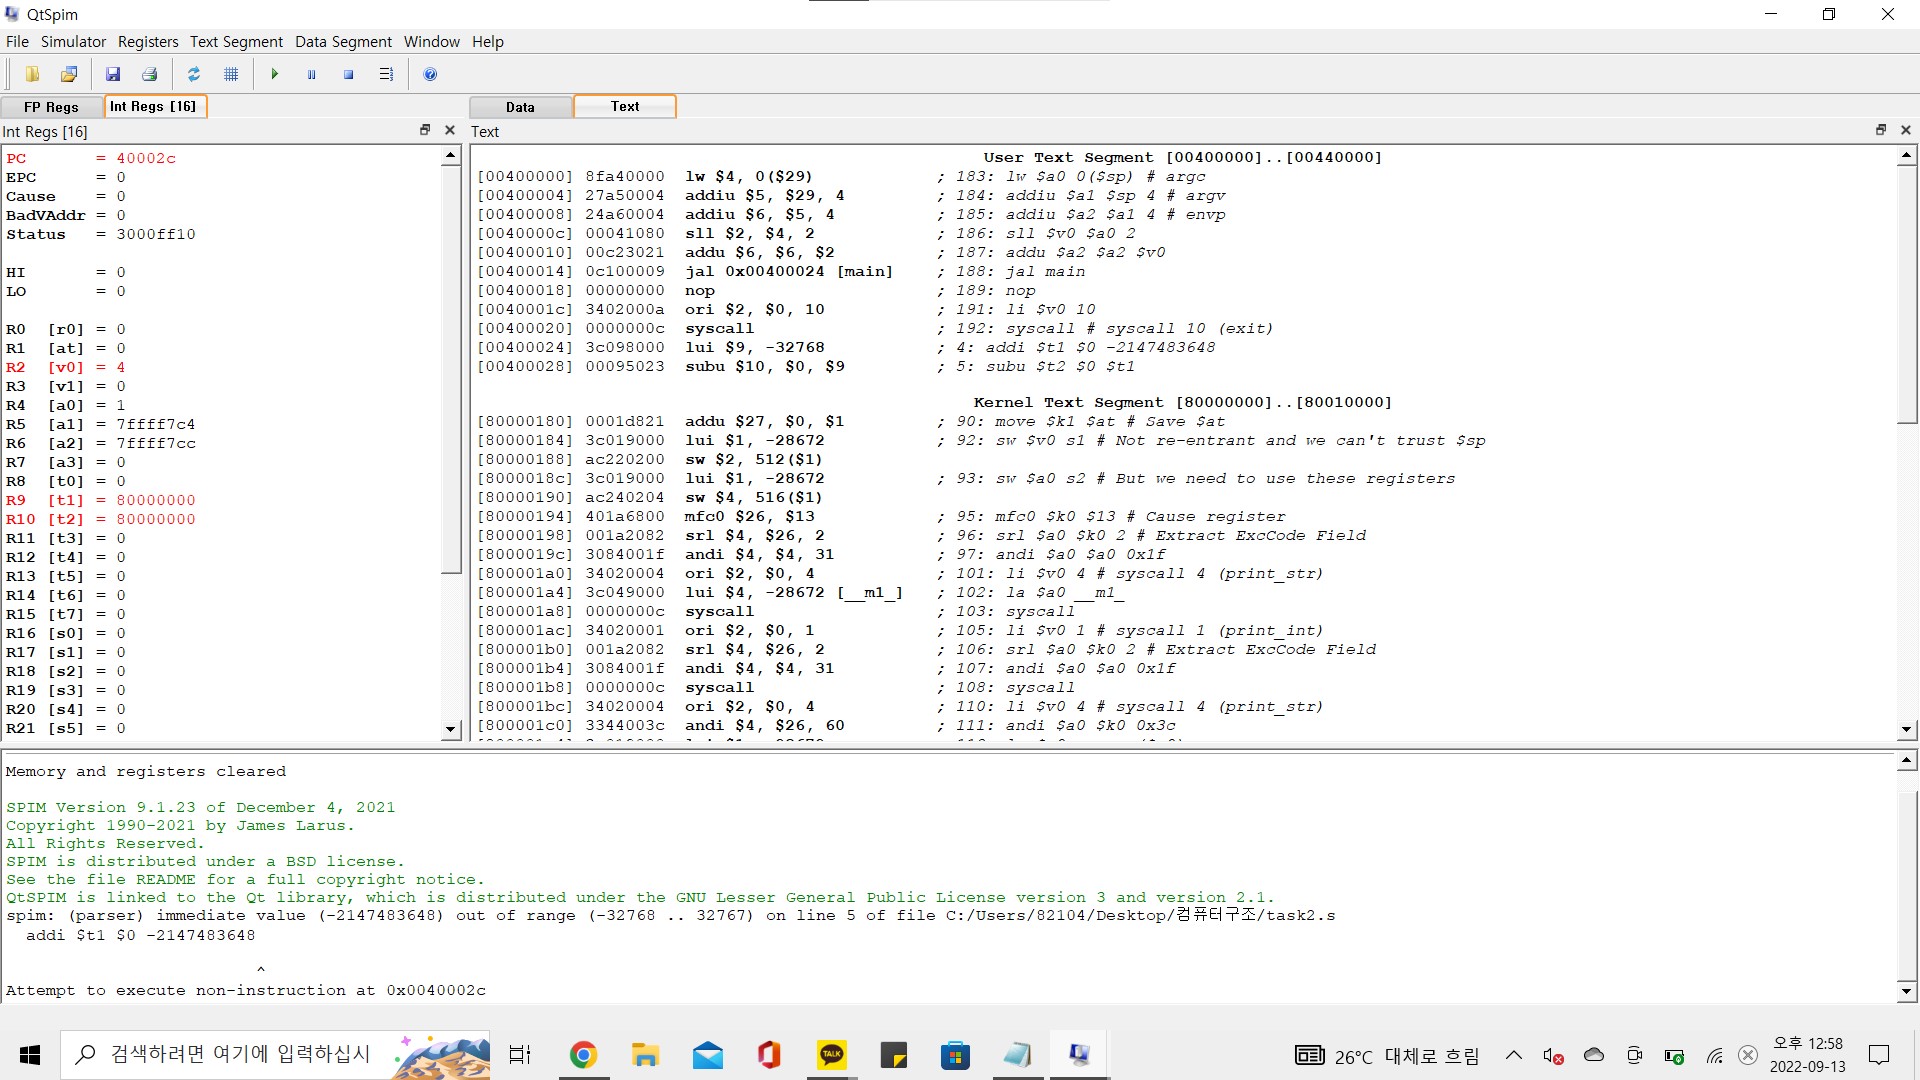 QtSpim
File Simulator Registers Text Segment Data Segment Window Help
FP Regs Int Regs [16]
Data Text
Int Regs [16]
Text
PC = 40002c
EPC = 0
Cause = 0
BadVAddr = 0
Status = 3000ff10
HI = 0
LO = 0
R0 [r0] = 0
R1 [at] = 0
R2 [v0] = 4
R3 [v1] = 0
R4 [a0] = 1
R5 [a1] = 7ffff7c4
R6 [a2] = 7ffff7cc
R7 [a3] = 0
R8 [t0] = 0
R9 [t1] = 80000000
R10 [t2] = 80000000
R11 [t3] = 0
R12 [t4] = 0
R13 [t5] = 0
R14 [t6] = 0
R15 [t7] = 0
R16 [s0] = 0
R17 [s1] = 0
R18 [s2] = 0
R19 [s3] = 0
R20 [s4] = 0
R21 [s5] = 0
User Text Segment [00400000]..[00440000]
[00400000] 8fa40000 lw $4, 0($29) ; 183: lw $a0 0($sp) # argc
[00400004] 27a50004 addiu $5, $29, 4 ; 184: addiu $a1 $sp 4 # argv
[00400008] 24a60004 addiu $6, $5, 4 ; 185: addiu $a2 $a1 4 # envp
[0040000c] 00041080 sll $2, $4, 2 ; 186: sll $v0 $a0 2
[00400010] 00c23021 addu $6, $6, $2 ; 187: addu $a2 $a2 $v0
[00400014] 0c100009 jal 0x00400024 [main] ; 188: jal main
[00400018] 00000000 nop ; 189: nop
[0040001c] 3402000a ori $2, $0, 10 ; 191: li $v0 10
[00400020] 0000000c syscall ; 192: syscall # syscall 10 (exit)
[00400024] 3c098000 lui $9, -32768 ; 4: addi $t1 $0 -2147483648
[00400028] 00095023 subu $10, $0, $9 ; 5: subu $t2 $0 $t1
Kernel Text Segment [80000000]..[80010000]
[80000180] 0001d821 addu $27, $0, $1 ; 90: move $k1 $at # Save $at
[80000184] 3c019000 lui $1, -28672 ; 92: sw $v0 s1 # Not re-entrant and we can't trust $sp
[80000188] ac220200 sw $2, 512($1)
[8000018c] 3c019000 lui $1, -28672 ; 93: sw $a0 s2 # But we need to use these registers
[80000190] ac240204 sw $4, 516($1)
[80000194] 401a6800 mfc0 $26, $13 ; 95: mfc0 $k0 $13 # Cause register
[80000198] 001a2082 srl $4, $26, 2 ; 96: srl $a0 $k0 2 # Extract ExcCode Field
[8000019c] 3084001f andi $4, $4, 31 ; 97: andi $a0 $a0 0x1f
[800001a0] 34020004 ori $2, $0, 4 ; 101: li $v0 4 # syscall 4 (print_str)
[800001a4] 3c049000 lui $4, -28672 [__m1_] ; 102: la $a0 __m1_
[800001a8] 0000000c syscall ; 103: syscall
[800001ac] 34020001 ori $2, $0, 1 ; 105: li $v0 1 # syscall 1 (print_int)
[800001b0] 001a2082 srl $4, $26, 2 ; 106: srl $a0 $k0 2 # Extract ExcCode Field
[800001b4] 3084001f andi $4, $4, 31 ; 107: andi $a0 $a0 0x1f
[800001b8] 0000000c syscall ; 108: syscall
[800001bc] 34020004 ori $2, $0, 4 ; 110: li $v0 4 # syscall 4 (print_str)
[800001c0] 3344003c andi $4, $26, 60 ; 111: andi $a0 $k0 0x3c
Memory and registers cleared
SPIM Version 9.1.23 of December 4, 2021
Copyright 1990-2021 by James Larus.
All Rights Reserved.
SPIM is distributed under a BSD license.
See the file README for a full copyright notice.
QtSPIM is linked to the Qt library, which is distributed under the GNU Lesser General Public License version 3 and version 2.1.
spim: (parser) immediate value (-2147483648) out of range (-32768 .. 32767) on line 5 of file C:/Users/82104/Desktop/컴퓨터구조/task2.s
addi $t1 $0 -2147483648
^
Attempt to execute non-instruction at 0x0040002c
검색하려면 여기에 입력하십시
TALK
26°C 대체로 흐림
오후 12:58
2022-09-13